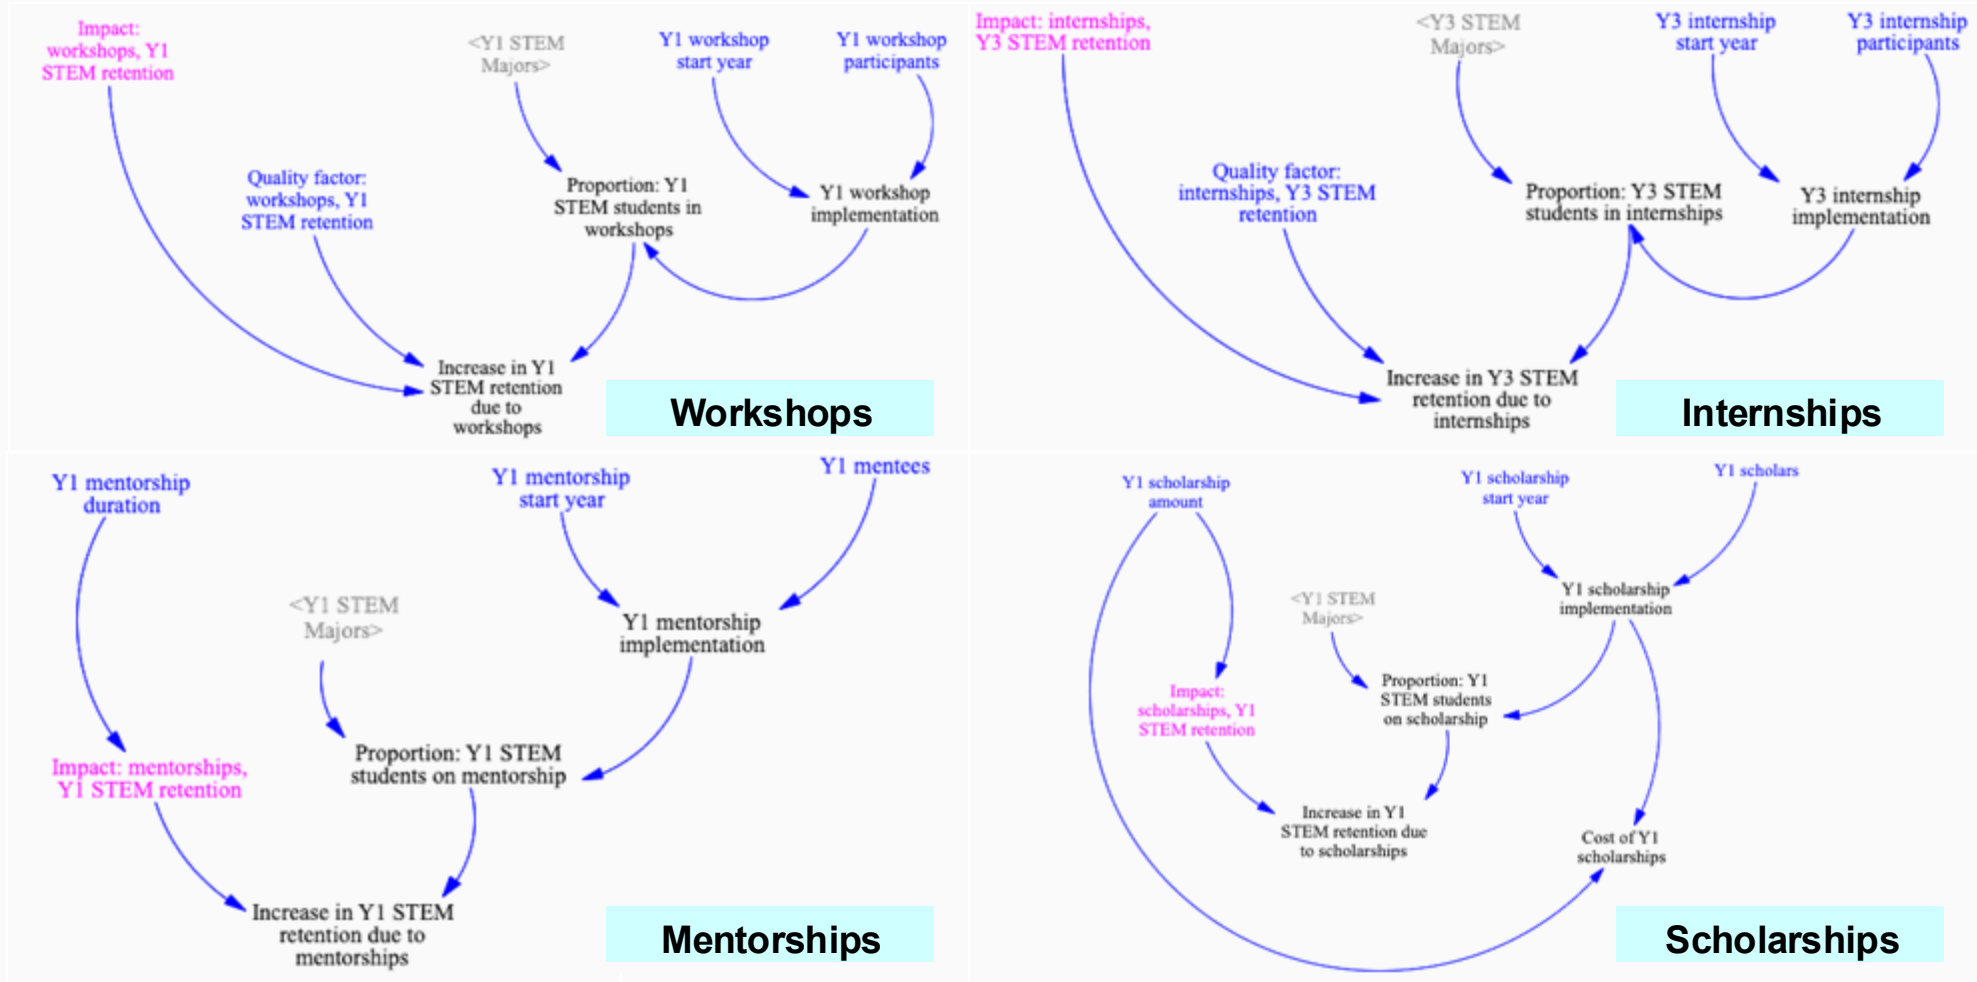 Impact:
workshops, Y1
STEM retention
<Y1 STEM
Majors>
Y1 workshop
start year
Y1 workshop
participants
Quality factor:
workshops, Y1
STEM retention
Proportion: Y1
STEM students in
workshops
Y1 workshop
implementation
Increase in Y1
STEM retention
due to
workshops
Workshops
Impact: internships,
Y3 STEM retention
<Y3 STEM
Majors>
Y3 internship
start year
Y3 internship
participants
Quality factor:
internships, Y3 STEM
retention
Proportion: Y3 STEM
students in internships
Y3 internship
implementation
Increase in Y3 STEM
retention due to
internships
Internships
Y1 mentorship
duration
Y1 mentorship
start year
Y1 mentees
<Y1 STEM
Majors>
Y1 mentorship
implementation
Impact: mentorships,
Y1 STEM retention
Proportion: Y1 STEM
students on mentorship
Increase in Y1 STEM
retention due to
mentorships
Mentorships
Y1 scholarship
amount
Y1 scholarship
start year
Y1 scholars
<Y1 STEM
Majors>
Y1 scholarship
implementation
Impact:
scholarships, Y1
STEM retention
Proportion: Y1
STEM students
on scholarship
Increase in Y1
STEM retention due
to scholarships
Cost of Y1
scholarships
Scholarships